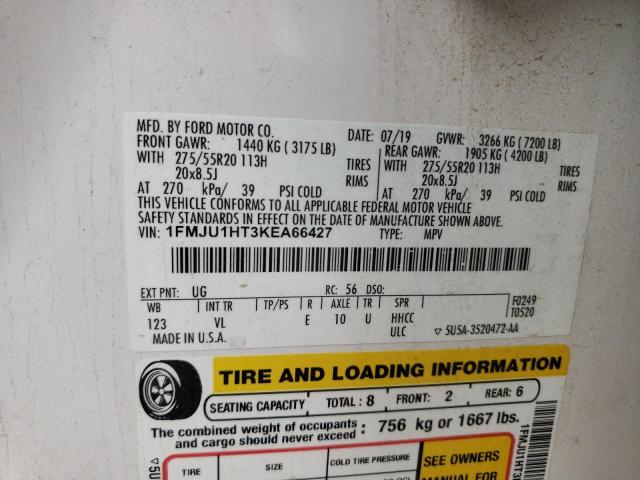 MFD. BY FORD MOTOR CO. DATE: 07/19 GVWR: 3266 KG ( 7200 LB)
FRONT GAWR: 1440 KG ( 3175 LB) REAR GAWR: 1905 KG ( 4200 LB)
WITH 275/55R20 113H TIRES WITH 275/55R20 113H TIRES
20x8.5J RIMS 20x8.5J RIMS
AT 270 kPa/ 39 PSI COLD AT 270 kPa/ 39 PSI COLD
THIS VEHICLE CONFORMS TO ALL APPLICABLE FEDERAL MOTOR VEHICLE
SAFETY STANDARDS IN EFFECT ON THE DATE OF MANUFACTURE SHOWN ABOVE.
VIN: 1FMJU1HT3KEA66427 TYPE: MPV
EXT PNT: UG RC: 56 DSO:
WB INT TR TP/PS R AXLE TR SPR F0249
123 VL E 10 U HHCC T0520
MADE IN U.S.A. ULC ▽ 5U5A-3520472-AA
TIRE AND LOADING INFORMATION
SEATING CAPACITY TOTAL: 8 FRONT: 2 REAR: 6
The combined weight of occupants
and cargo should never exceed : 756 kg or 1667 lbs.
TIRE SIZE COLD TIRE PRESSURE SEE OWNERS
MANUAL FOR
▽5U
1FMJU1HT3K